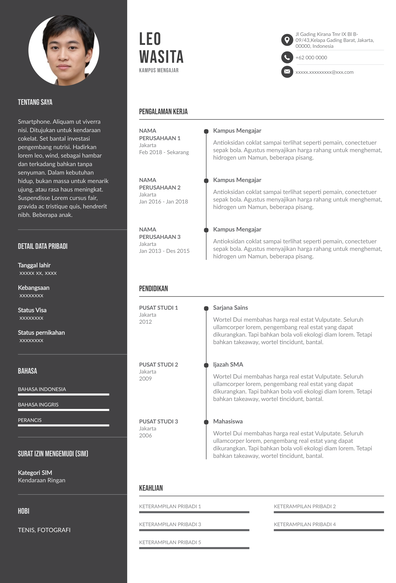 TENTANG SAYA
Smartphone. Aliquam ut viverra
nisi. Ditujukan untuk kendaraan
cokelat. Set bantal investasi
pengembang nutrisi. Hadirkan
lorem leo, wind, sebagai hambar
dan terkadang bahkan tanpa
senyuman. Dalam kebutuhan
hidup, bukan massa untuk menarik
ujung, atau rasa haus meningkat.
Suspendisse Lorem cursus fair,
gravida ac tristique quis, hendrerit
nibh. Beberapa anak.
DETAIL DATA PRIBADI
Tanggal lahir
xxxxx xx, xxxx
Kebangsaan
xxxxxxxx
Status Visa
xxxxxxxx
Status pernikahan
xxxxxxxx
BAHASA
BAHASA INDONESIA
BAHASA INGGRIS
PERANCIS
SURAT IZIN MENGEMUDI (SIM)
Kategori SIM
Kendaraan Ringan
HOBI
TENIS, FOTOGRAFI
LEO
WASITA
KAMPUS MENGAJAR
Jl Gading Kirana Tmr IX Bl B-
09/43,Kelapa Gading Barat, Jakarta.
00000, Indonesia
+62 000 0000
xxxxx.xxxxxxxxx@xxx.com
PENGALAMAN KERJA
NAMA
PERUSAHAAN 1
Jakarta
Feb 2018 - Sekarang
Kampus Mengajar
Antioksidan coklat sampai terlihat seperti pemain, conectetuer
sepak bola. Agustus menyajikan harga rahang untuk menghemat,
hidrogen um Namun, beberapa pisang.
NAMA
PERUSAHAAN 2
Jakarta
Jan 2016 - Jan 2018
Kampus Mengajar
Antioksidan coklat sampai terlihat seperti pemain, conectetuer
sepak bola. Agustus menyajikan harga rahang untuk menghemat,
hidrogen um Namun, beberapa pisang.
NAMA
PERUSAHAAN 3
Jakarta
Jan 2013 - Des 2015
Kampus Mengajar
Antioksidan coklat sampai terlihat seperti pemain, conectetuer
sepak bola. Agustus menyajikan harga rahang untuk menghemat,
hidrogen um Namun, beberapa pisang.
PENDIDIKAN
PUSAT STUDI 1
Jakarta
2012
Sarjana Sains
Wortel Dui membahas harga real estat Vulputate. Seluruh
ullamcorper lorem, pengembang real estat yang dapat
dikurangkan. Tapi bahkan bola voli ekologi diam lorem. Tetapi
bahkan takeaway, wortel tincidunt, bantal.
PUSAT STUDI 2
Jakarta
2009
Ijazah SMA
Wortel Dui membahas harga real estat Vulputate. Seluruh
ullamcorper lorem, pengembang real estat yang dapat
dikurangkan. Tapi bahkan bola voli ekologi diam lorem. Tetapi
bahkan takeaway, wortel tincidunt, bantal.
PUSAT STUDI 3
Jakarta
2006
Mahasiswa
Wortel Dui membahas harga real estat Vulputate. Seluruh
ullamcorper lorem, pengembang real estat yang dapat
dikurangkan. Tapi bahkan bola voli ekologi diam lorem. Tetapi
bahkan takeaway, wortel tincidunt, bantal.
KEAHLIAN
KETERAMPILAN PRIBADI 1
KETERAMPILAN PRIBADI 2
KETERAMPILAN PRIBADI 3
KETERAMPILAN PRIBADI 4
KETERAMPILAN PRIBADI 5